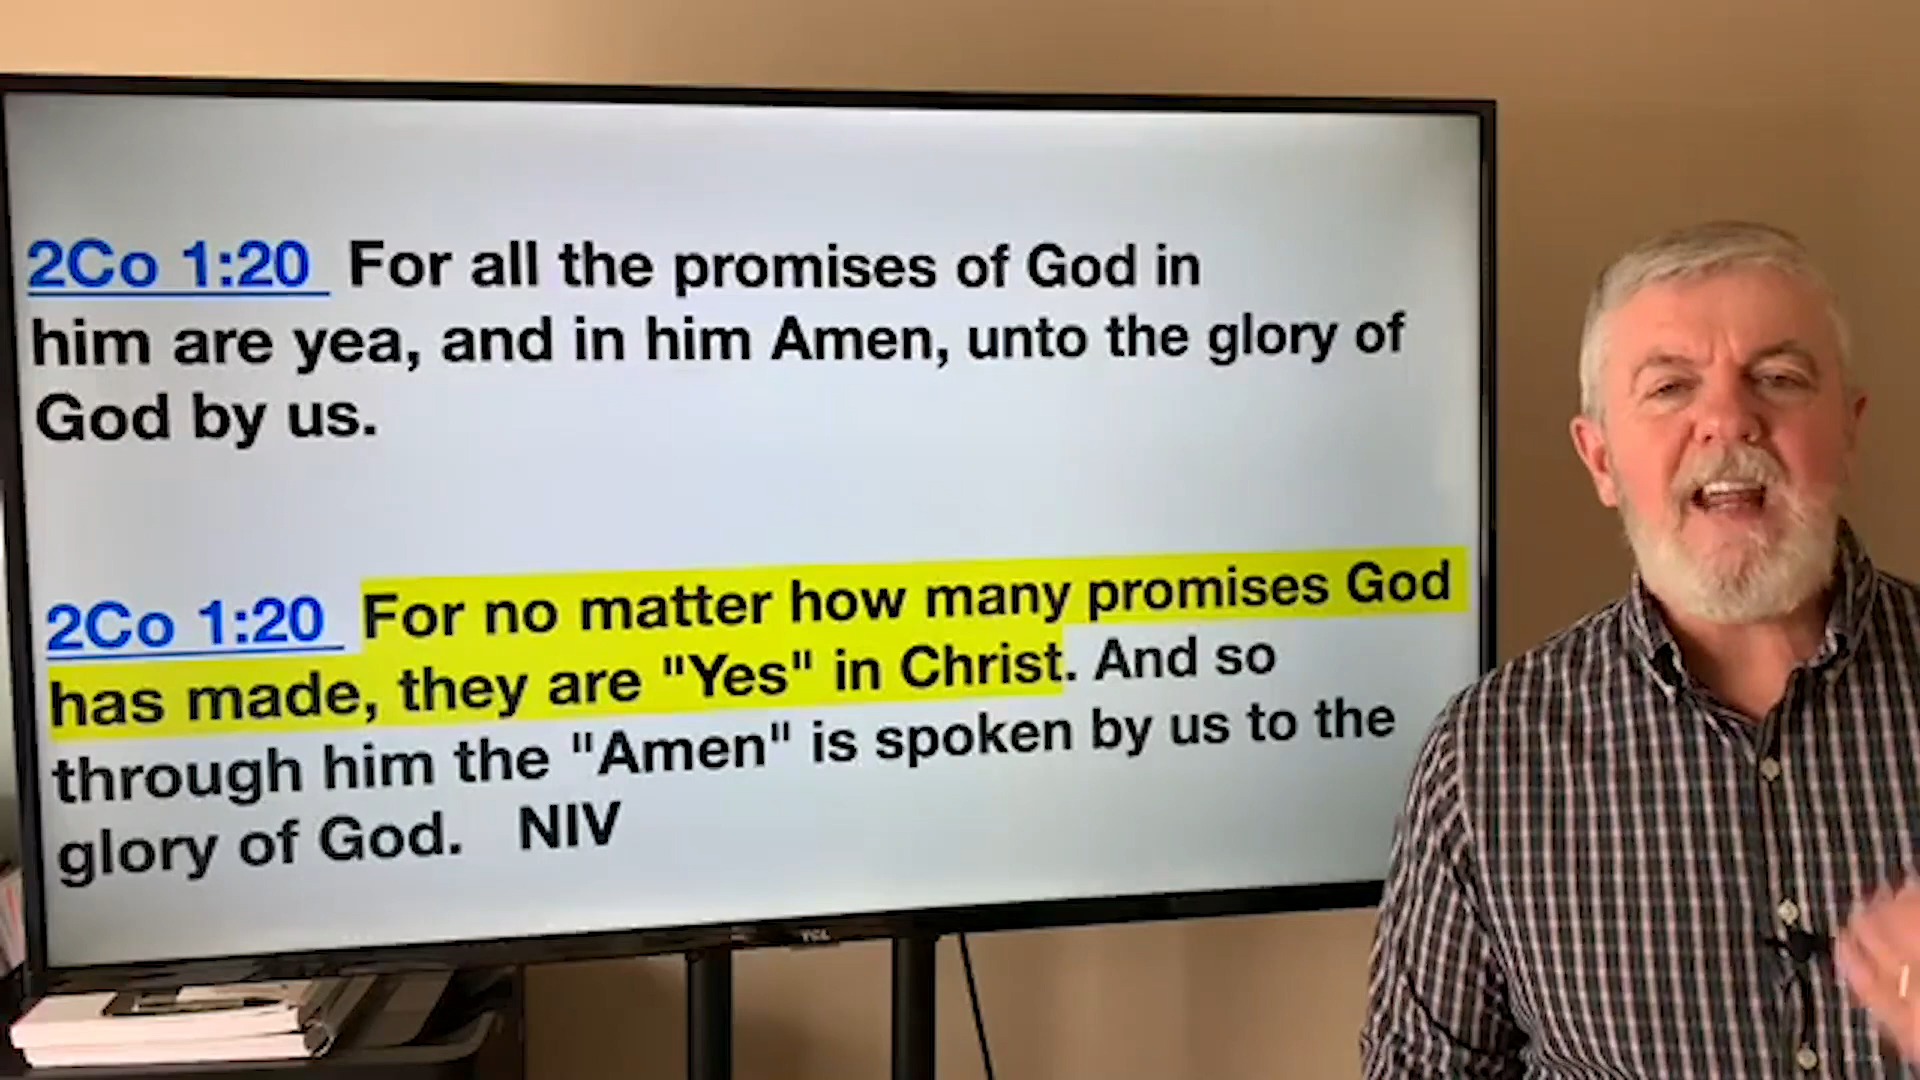 2Co 1:20 For all the promises of God in
him are yea, and in him Amen, unto the glory of
God by us.
2Co 1:20 For no matter how many promises God
has made, they are "Yes" in Christ. And so
through him the "Amen" is spoken by us to the
glory of God. NIV
TCL